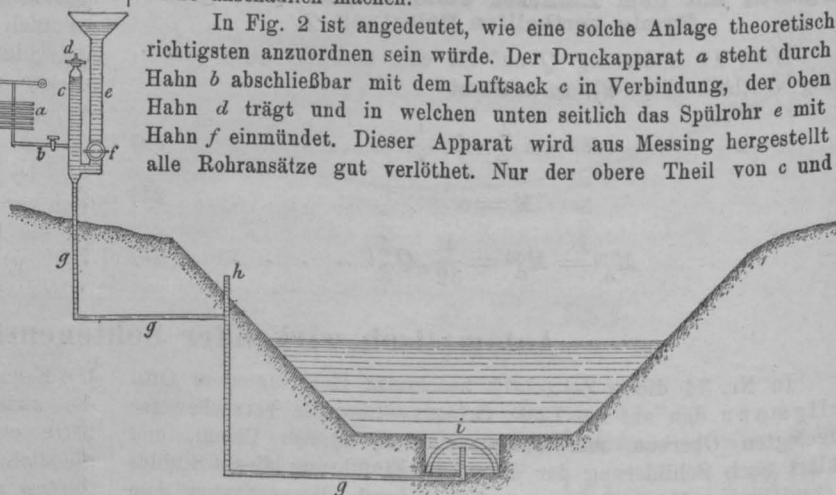 In Fig. 2 ist angedeutet, wie eine solche Anlage theoretisch
richtigsten anzuordnen sein würde. Der Druckapparat a steht durch
Hahn b abschließbar mit dem Luftsack c in Verbindung, der oben
Hahn d trägt und in welchen unten seitlich das Spülrohr e mit
Hahn f einmündet. Dieser Apparat wird aus Messing hergestellt
alle Rohransätze gut verlöthet. Nur der obere Theil von c und
d
c
e
a
b
f
g
h
g
i
g